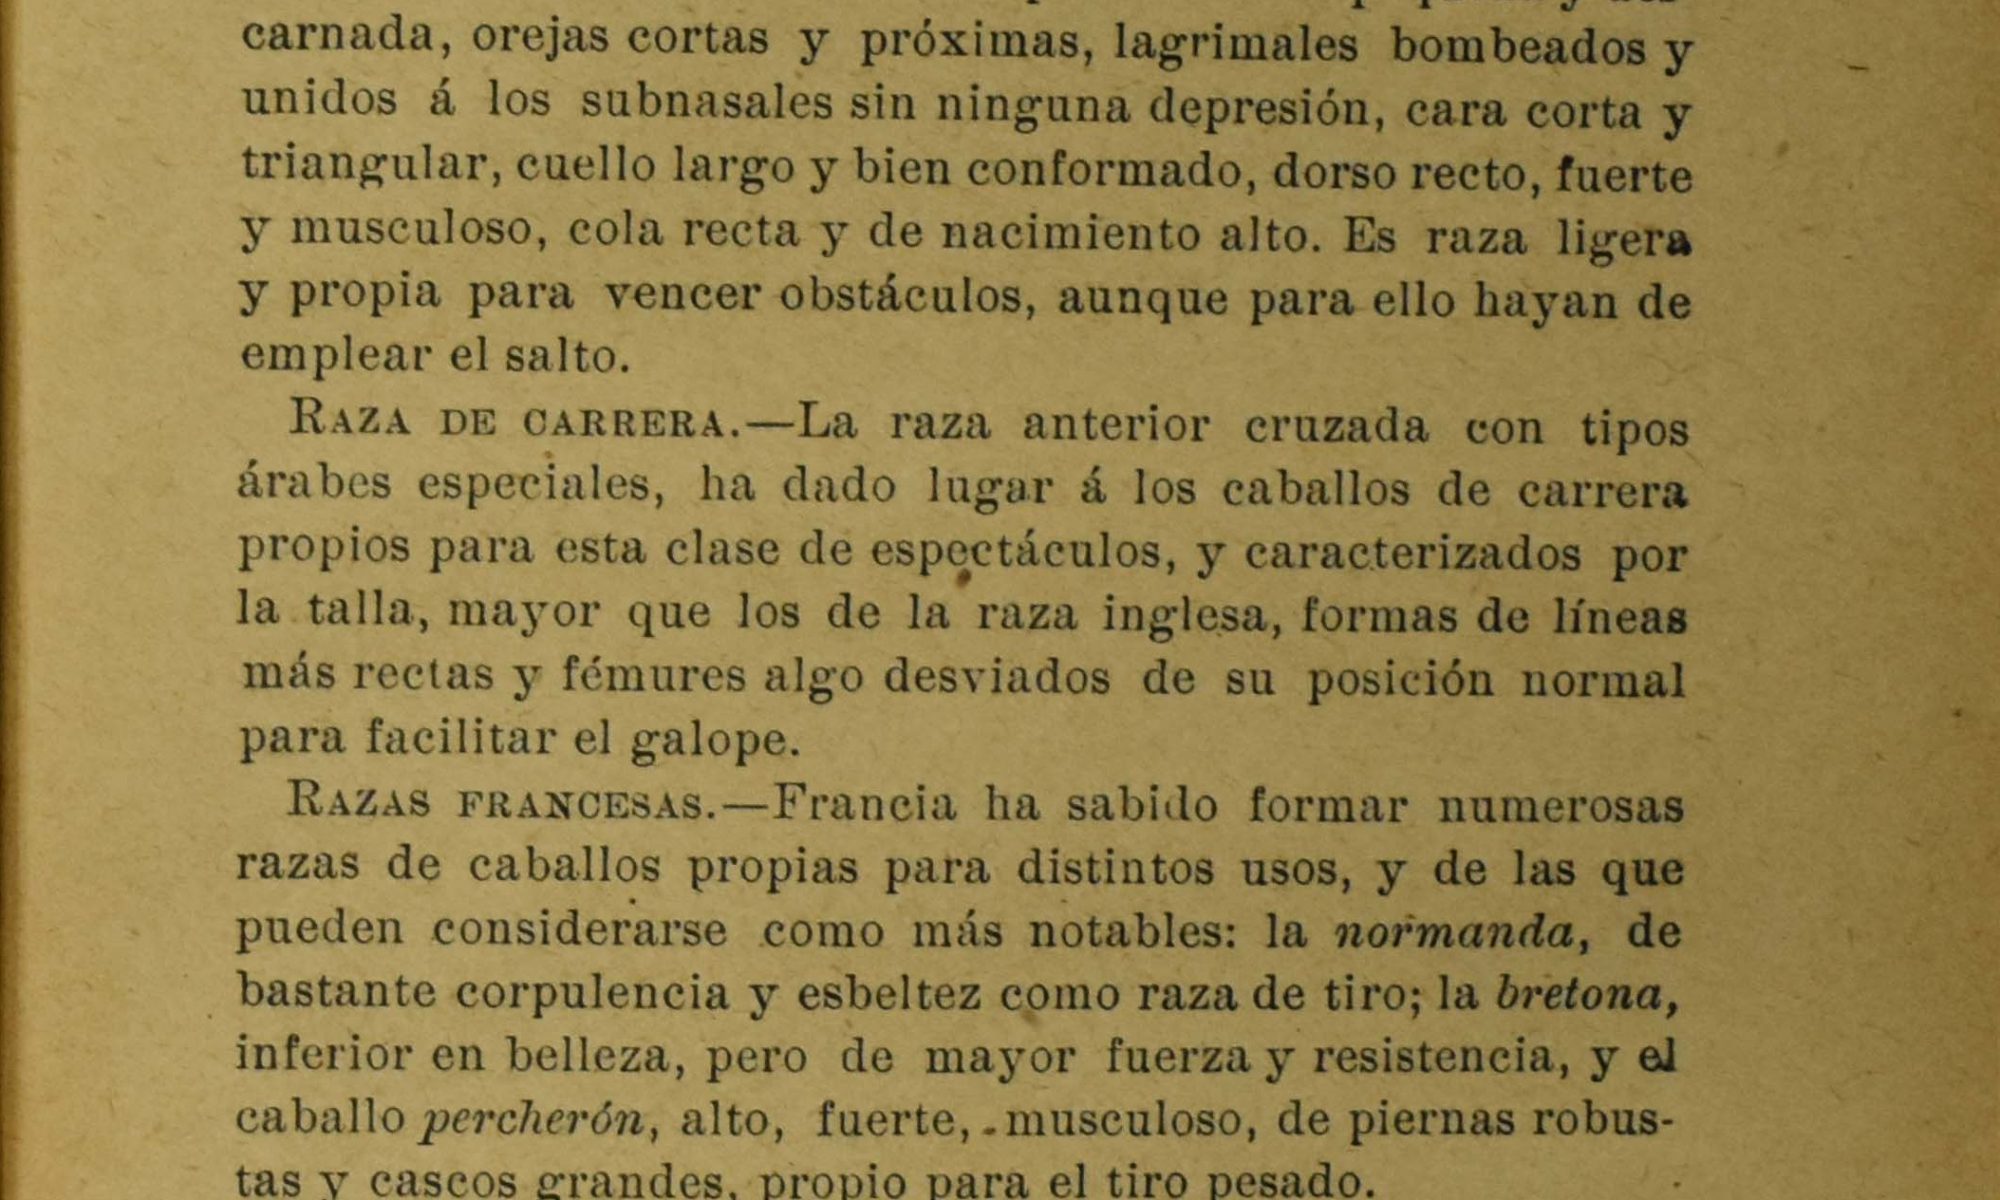 carnada, orejas cortas y próximas, lagrimales bombeados y
unidos á los subnasales sin ninguna depresión, cara corta y
triangular, cuello largo y bien conformado, dorso recto, fuerte
y musculoso, cola recta y de nacimiento alto. Es raza ligera
y propia para vencer obstáculos, aunque para ello hayan de
emplear el salto.
RAZA DE CARRERA.—La raza anterior cruzada con tipos
árabes especiales, ha dado lugar á los caballos de carrera
propios para esta clase de espectáculos, y caracterizados por
la talla, mayor que los de la raza inglesa, formas de líneas
más rectas y fémures algo desviados de su posición normal
para facilitar el galope.
RAZAS FRANCESAS.—Francia ha sabido formar numerosas
razas de caballos propias para distintos usos, y de las que
pueden considerarse como más notables: la normanda, de
bastante corpulencia y esbeltez como raza de tiro; la bretona,
inferior en belleza, pero de mayor fuerza y resistencia, y el
caballo percherón, alto, fuerte, musculoso, de piernas robus-
tas y cascos grandes, propio para el tiro pesado.